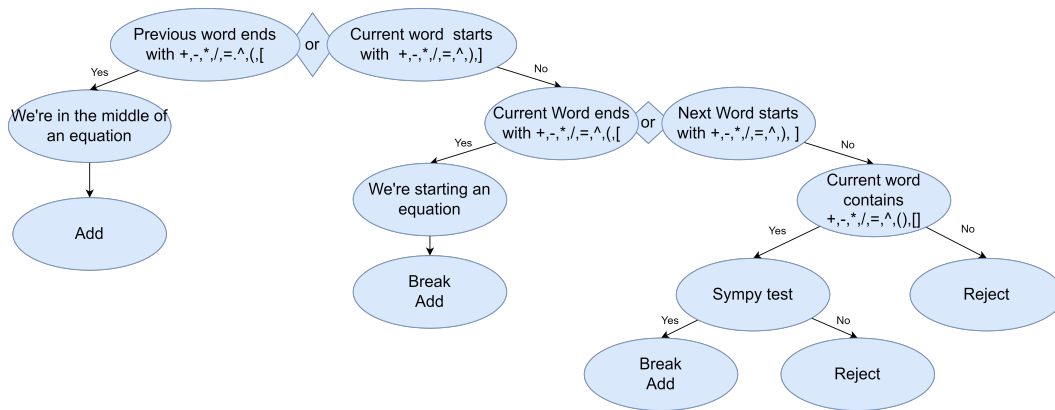 Previous word ends
with +,-,*,/,=.^,(,[
or
Current word  starts
with  +,-,*,/,=,^,),]
Yes
No
We're in the middle of
an equation
Current Word ends
with +,-,*,/,=,^,(,[
or
Next Word starts
with +,-,*,/,=,^,), ]
Yes
No
Add
We're starting an
equation
Current word
contains
+,-,*,/,=,^,(),[]
Yes
No
Break
Add
Sympy test
Reject
Yes
No
Break
Add
Reject